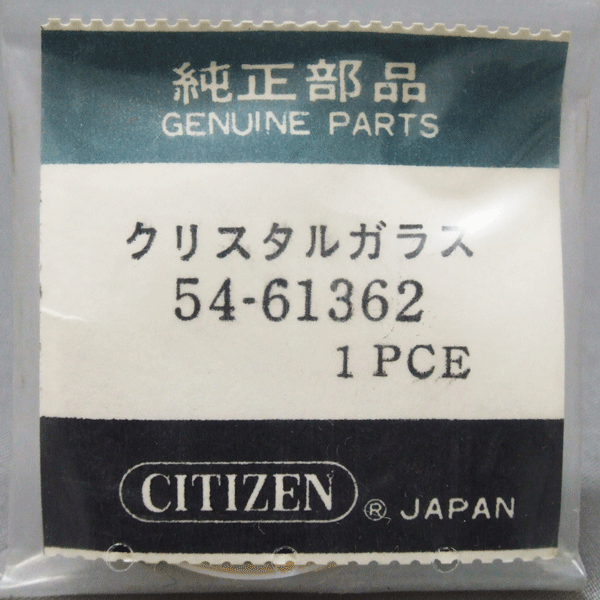 純正部品
GENUINE PARTS
クリスタルガラス
54-61362
1 PCE
CITIZEN ® JAPAN